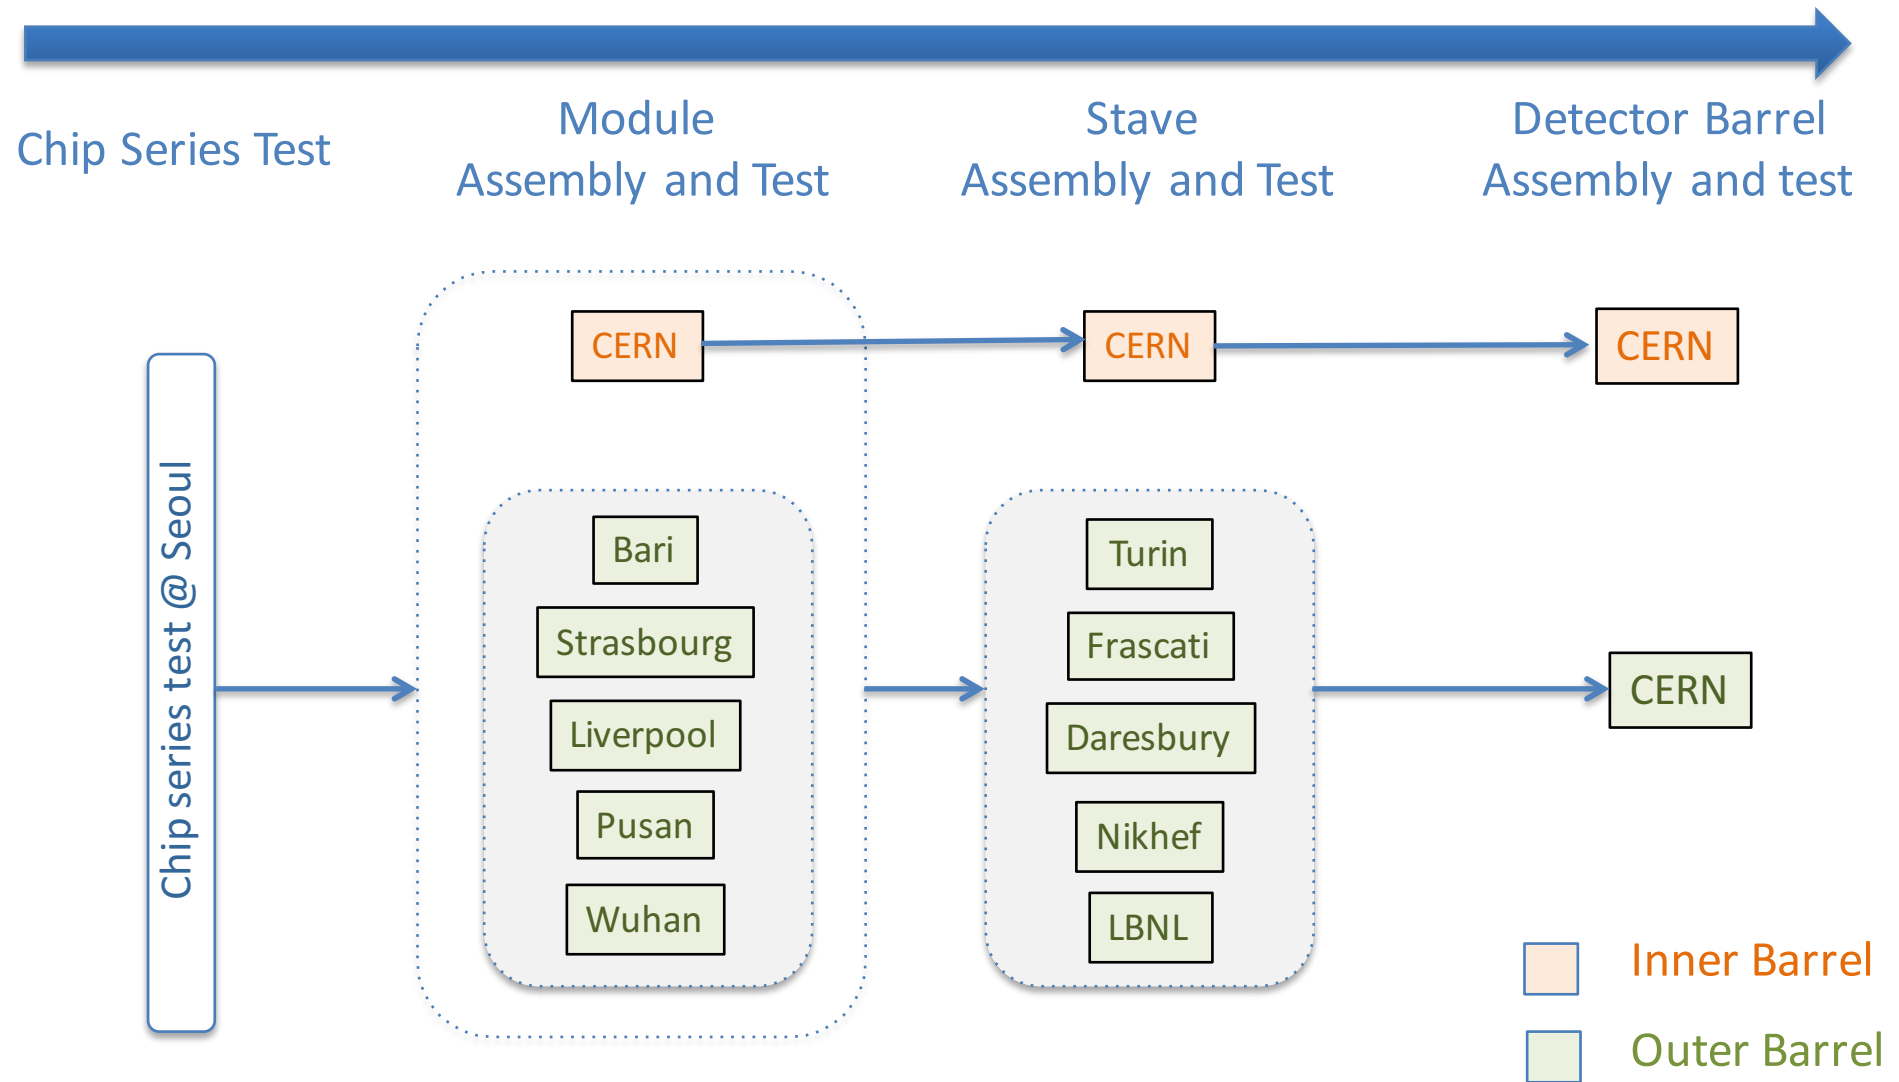 Chip Series Test
Module
Assembly and Test
Stave
Assembly and Test
Detector Barrel
Assembly and test
Chip series test @ Seoul
CERN
CERN
CERN
Bari
Strasbourg
Liverpool
Pusan
Wuhan
Turin
Frascati
Daresbury
Nikhef
LBNL
CERN
Inner Barrel
Outer Barrel